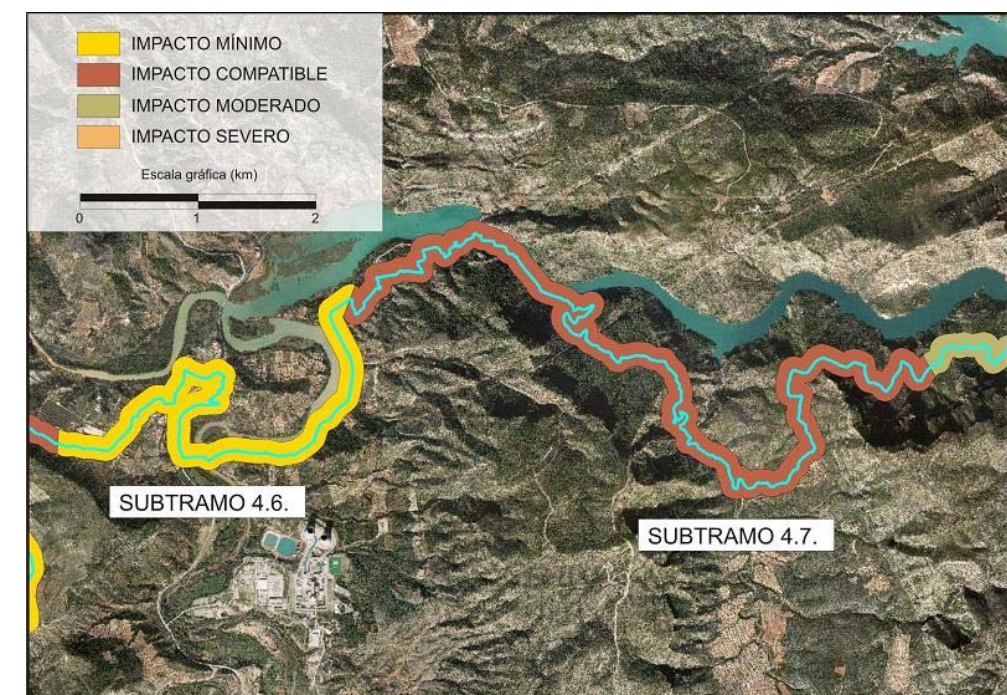 IMPACTO MÍNIMO
IMPACTO COMPATIBLE
IMPACTO MODERADO
IMPACTO SEVERO
Escala gráfica (km)
0 1 2
SUBTRAMO 4.6.
SUBTRAMO 4.7.